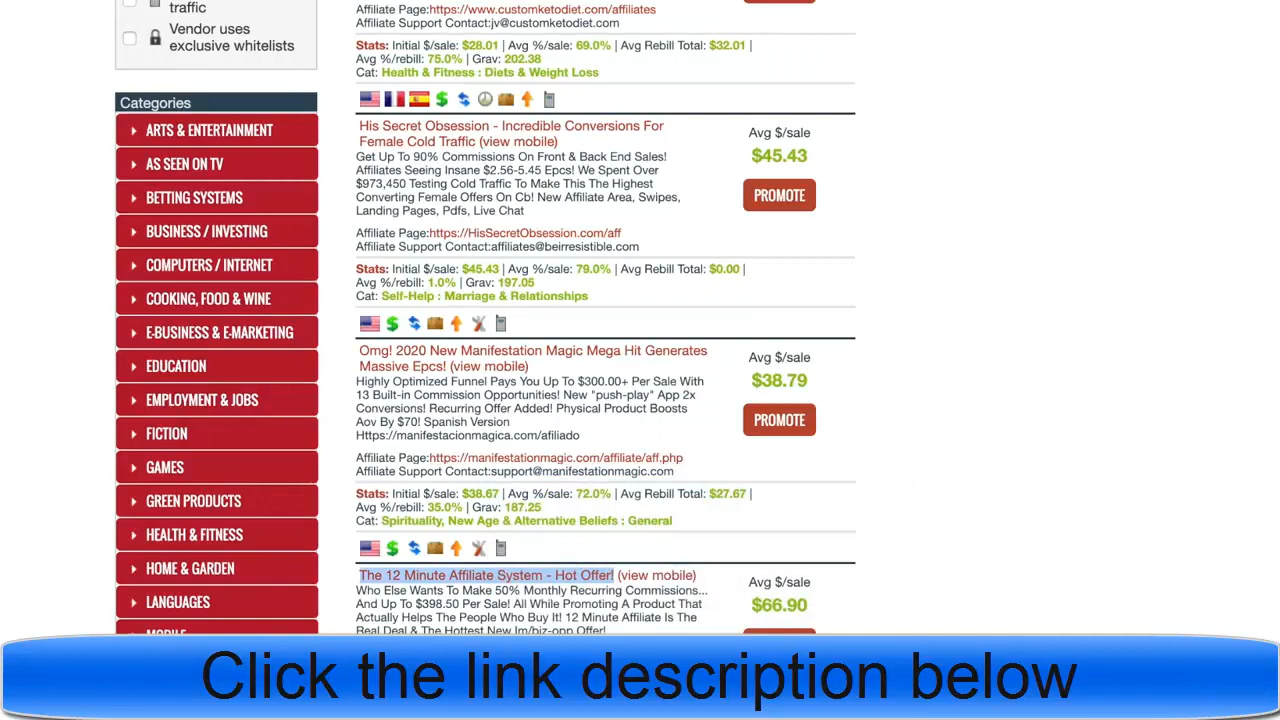 traffic
Vendor uses
exclusive whitelists
Categories
ARTS & ENTERTAINMENT
AS SEEN ON TV
BETTING SYSTEMS
BUSINESS / INVESTING
COMPUTERS / INTERNET
COOKING, FOOD & WINE
E-BUSINESS & E-MARKETING
EDUCATION
EMPLOYMENT & JOBS
FICTION
GAMES
GREEN PRODUCTS
HEALTH & FITNESS
HOME & GARDEN
LANGUAGES
MOBILE
Affiliate Page:https://www.customketodiet.com/affiliates
Affiliate Support Contact:jv@customketodiet.com
Stats: Initial $/sale: $28.01 | Avg %/sale: 69.0% | Avg Rebill Total: $32.01 |
Avg %/rebill: 75.0% | Grav: 202.38
Cat: Health & Fitness : Diets & Weight Loss
His Secret Obsession - Incredible Conversions For
Female Cold Traffic (view mobile)
Get Up To 90% Commissions On Front & Back End Sales!
Affiliates Seeing Insane $2.56-5.45 Epcs! We Spent Over
$973,450 Testing Cold Traffic To Make This The Highest
Converting Female Offers On Cb! New Affiliate Area, Swipes,
Landing Pages, Pdfs, Live Chat
Affiliate Page:https://HisSecretObsession.com/aff
Affiliate Support Contact:affiliates@beirresistible.com
Avg $/sale
$45.43
PROMOTE
Stats: Initial $/sale: $45.43 | Avg %/sale: 79.0% | Avg Rebill Total: $0.00 |
Avg %/rebill: 1.0% | Grav: 197.05
Cat: Self-Help : Marriage & Relationships
Omg! 2020 New Manifestation Magic Mega Hit Generates
Massive Epcs! (view mobile)
Highly Optimized Funnel Pays You Up To $300.00+ Per Sale With
13 Built-in Commission Opportunities! New "push-play" App 2x
Conversions! Recurring Offer Added! Physical Product Boosts
Aov By $70! Spanish Version
Https://manifestacionmagica.com/afiliado
Affiliate Page:https://manifestationmagic.com/affiliate/aff.php
Affiliate Support Contact:support@manifestationmagic.com
Avg $/sale
$38.79
PROMOTE
Stats: Initial $/sale: $38.67 | Avg %/sale: 72.0% | Avg Rebill Total: $27.67 |
Avg %/rebill: 35.0% | Grav: 187.25
Cat: Spirituality, New Age & Alternative Beliefs : General
The 12 Minute Affiliate System - Hot Offer! (view mobile)
Who Else Wants To Make 50% Monthly Recurring Commissions...
And Up To $398.50 Per Sale! All While Promoting A Product That
Actually Helps The People Who Buy It! 12 Minute Affiliate Is The
Real Deal & The Hottest New Im/biz-opp Offer!
Avg $/sale
$66.90
Click the link description below